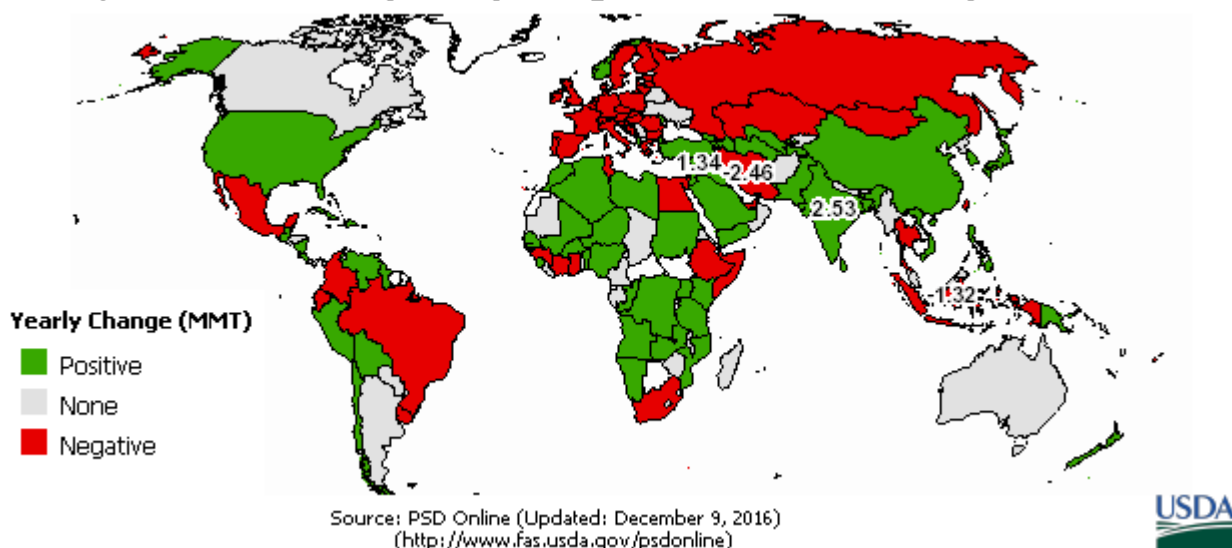 1.34
-2.46
2.53
-1.32
Yearly Change (MMT)
Positive
None
Negative
Source: PSD Online (Updated: December 9, 2016)
(http://www.fas.usda.gov/psdonline)
USDA